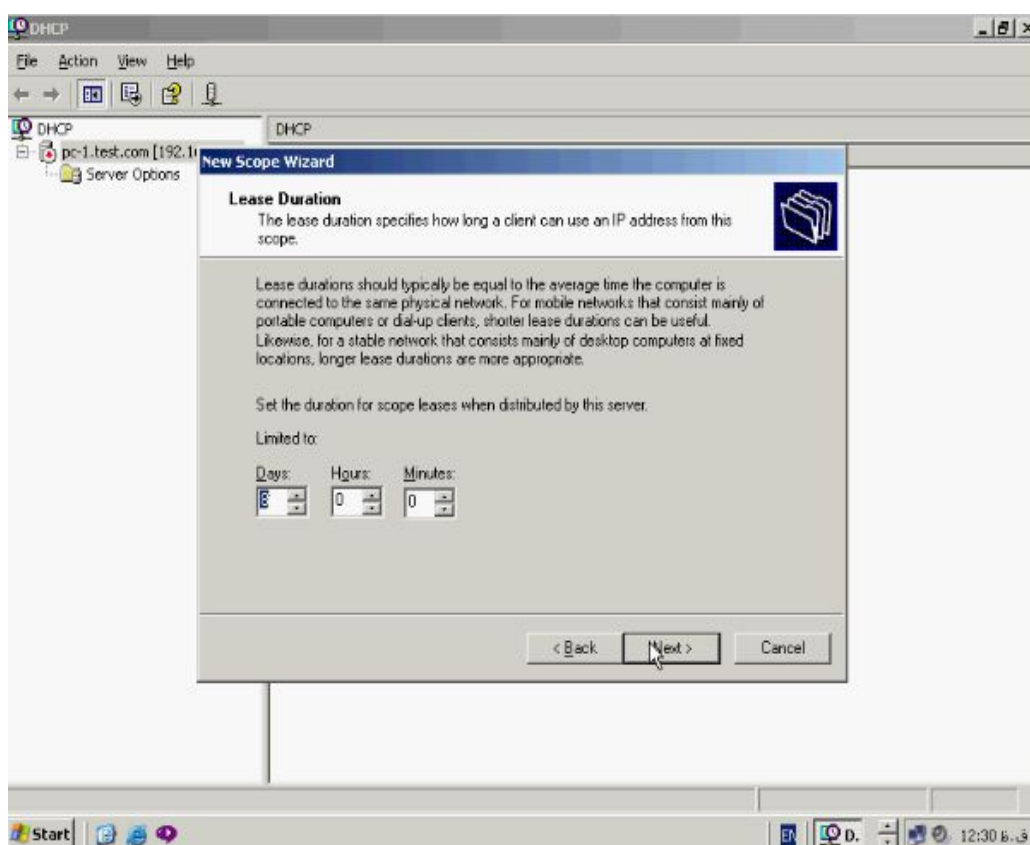 DHCP
File Action View Help
DHCP
DHCP
pc-1.test.com [192.1
Server Options
New Scope Wizard
Lease Duration
The lease duration specifies how long a client can use an IP address from this
scope.
Lease durations should typically be equal to the average time the computer is
connected to the same physical network. For mobile networks that consist mainly of
portable computers or dial-up clients, shorter lease durations can be useful.
Likewise, for a stable network that consists mainly of desktop computers at fixed
locations, longer lease durations are more appropriate.
Set the duration for scope leases when distributed by this server.
Limited to:
Days: Hours: Minutes:
8 0 0
< Back Next > Cancel
Start EN D. 12:30 ق.ظ